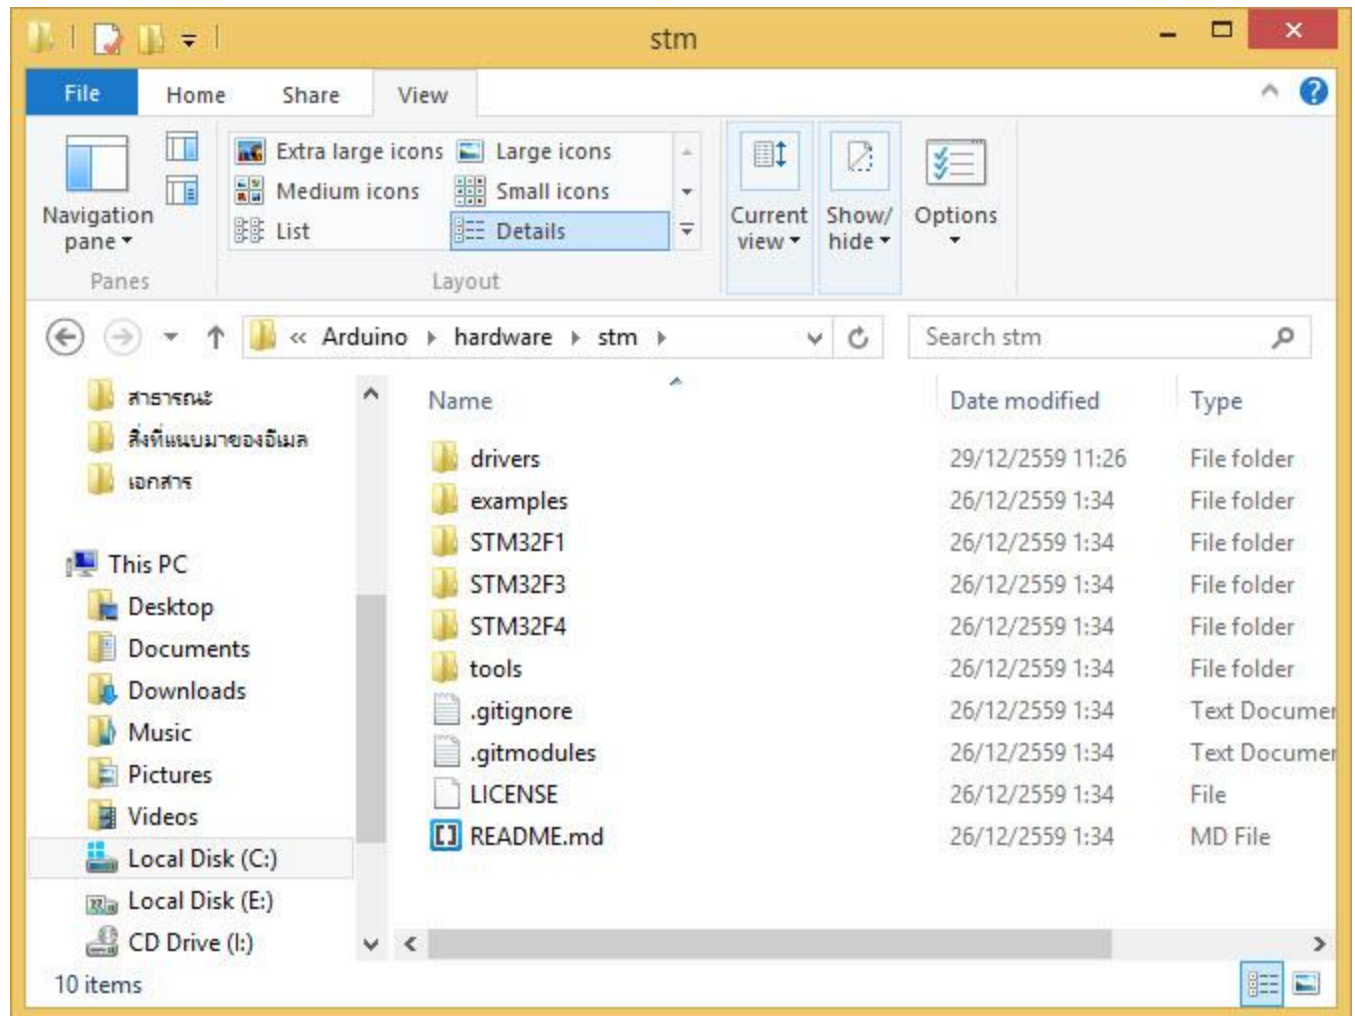 stm
File Home Share View
Extra large icons Large icons
Medium icons Small icons
List Details
Navigation pane
Current view
Show/ hide
Options
Panes Layout
« Arduino hardware stm
Search stm
สาธารณะ
สิ่งที่แนบมาของอีเมล
เอกสาร
This PC
Desktop
Documents
Downloads
Music
Pictures
Videos
Local Disk (C:)
Local Disk (E:)
CD Drive (I:)
Name Date modified Type
drivers 29/12/2559 11:26 File folder
examples 26/12/2559 1:34 File folder
STM32F1 26/12/2559 1:34 File folder
STM32F3 26/12/2559 1:34 File folder
STM32F4 26/12/2559 1:34 File folder
tools 26/12/2559 1:34 File folder
.gitignore 26/12/2559 1:34 Text Documen
.gitmodules 26/12/2559 1:34 Text Documen
LICENSE 26/12/2559 1:34 File
README.md 26/12/2559 1:34 MD File
10 items